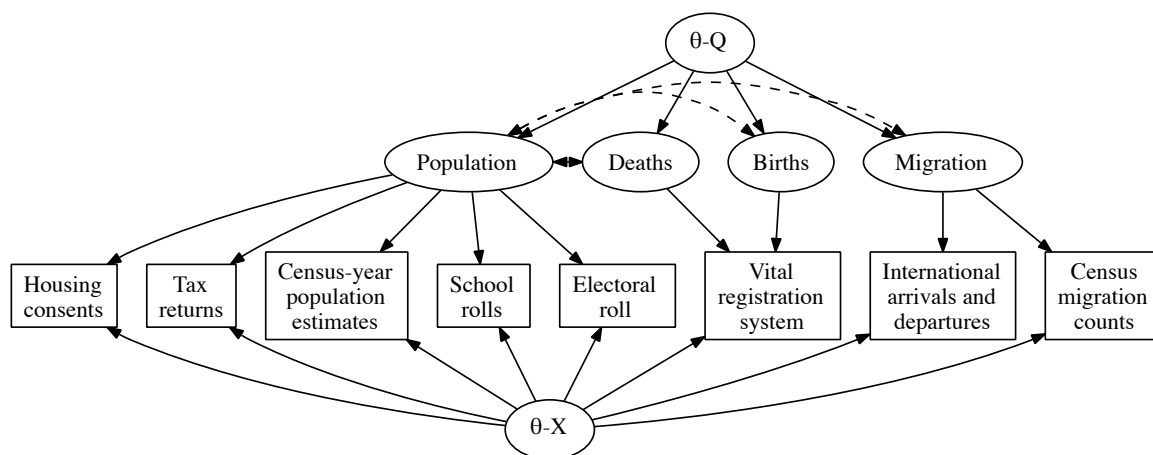 θ-Q
Population
Deaths
Births
Migration
Housing
consents
Tax
returns
Census-year
population
estimates
School
rolls
Electoral
roll
Vital
registration
system
International
arrivals and
departures
Census
migration
counts
θ-X